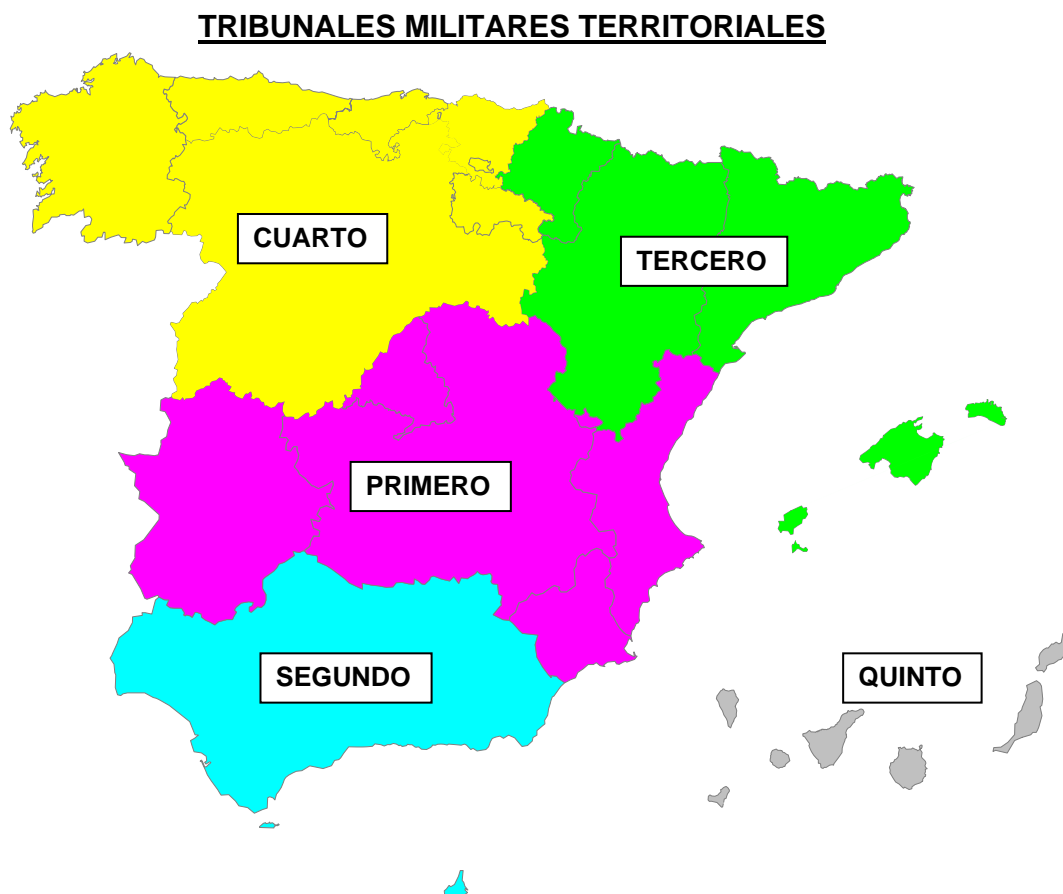 TRIBUNALES MILITARES TERRITORIALES
CUARTO
TERCERO
PRIMERO
SEGUNDO
QUINTO